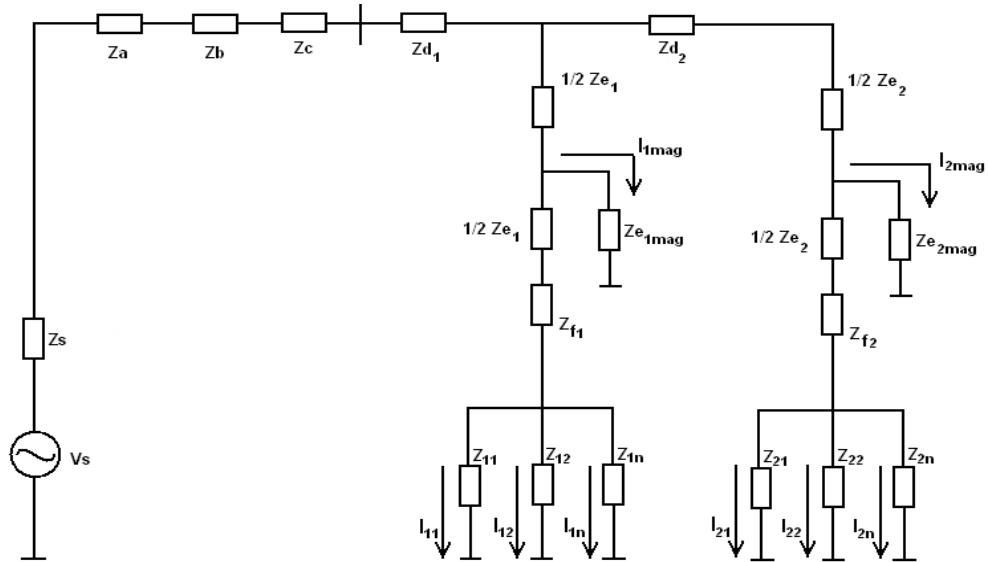 Za
Zb
Zc
Zd1
Zd2
1/2 Ze1
1/2 Ze2
I1mag
I2mag
1/2 Ze1
Ze1mag
1/2 Ze2
Ze2mag
Zf1
Zf2
Zs
Vs
Z11
Z12
Z1n
Z21
Z22
Z2n
I11
I12
I1n
I21
I22
I2n